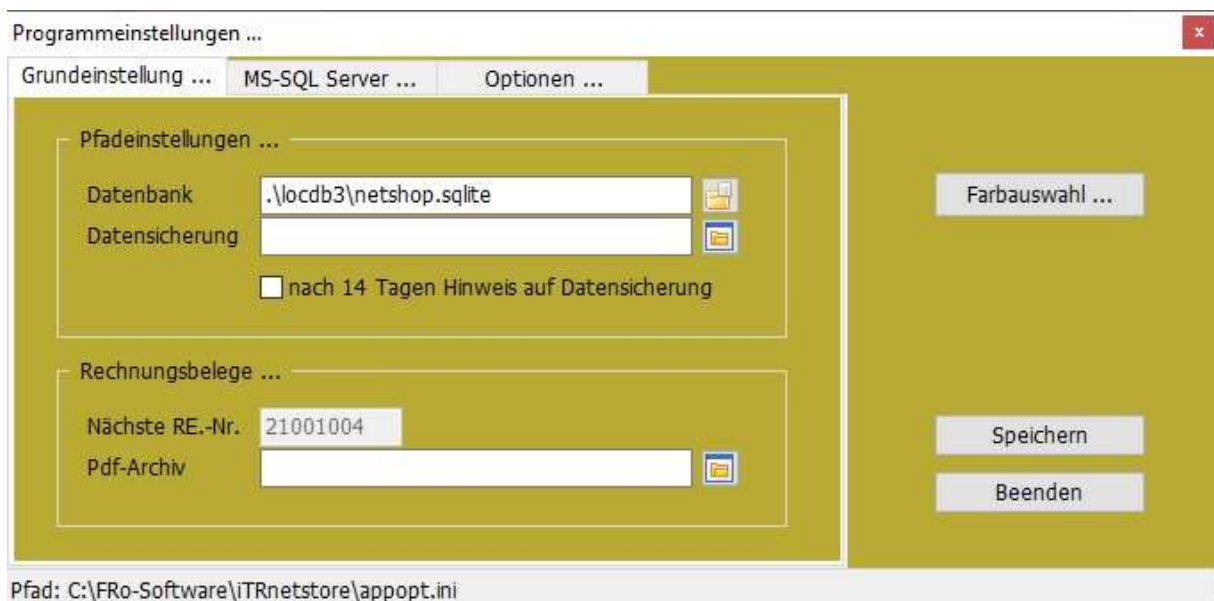 Programmeinstellungen ...
x
Grundeinstellung ... MS-SQL Server ... Optionen ...
Pfadeinstellungen ...
Datenbank .\locdb3\netshop.sqlite
Farbauswahl ...
Datensicherung
nach 14 Tagen Hinweis auf Datensicherung
Rechnungsbelege ...
Nächste RE.-Nr. 21001004
Speichern
Pdf-Archiv
Beenden
Pfad: C:\FRo-Software\iTRnetstore\appopt.ini